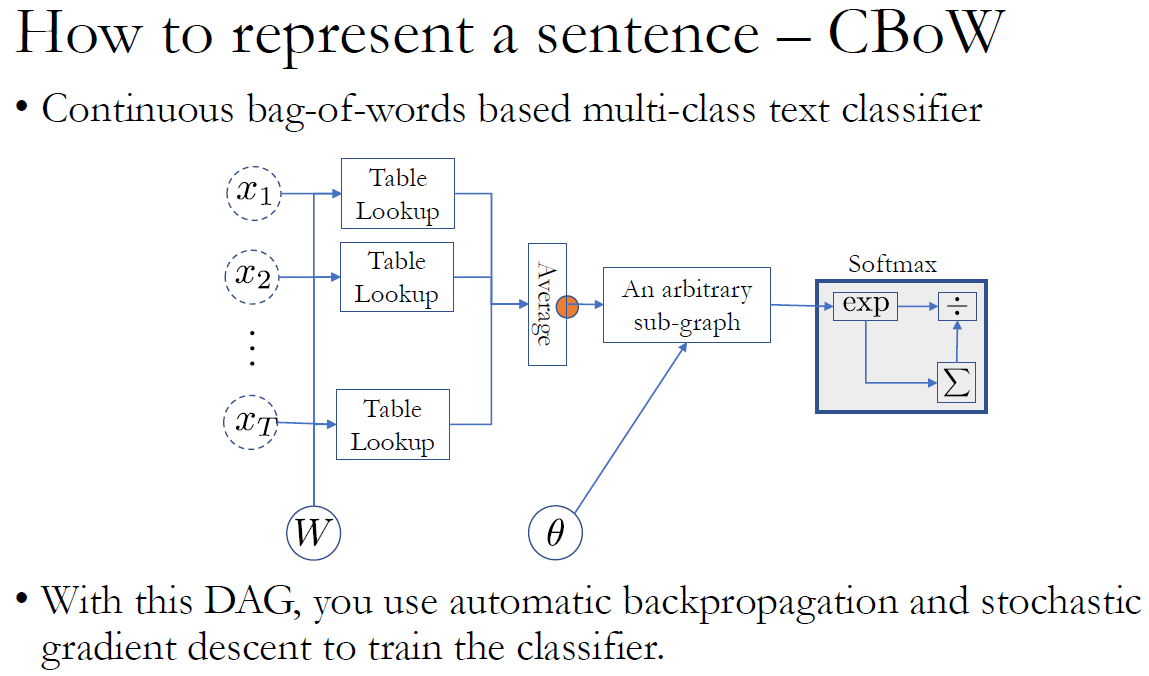 How to represent a sentence – CBoW
• Continuous bag-of-words based multi-class text classifier
x₁
Table
Lookup
x₂
Table
Lookup
⋮
x_T
Table
Lookup
W
Average
An arbitrary
sub-graph
θ
Softmax
exp
÷
∑
• With this DAG, you use automatic backpropagation and stochastic
gradient descent to train the classifier.